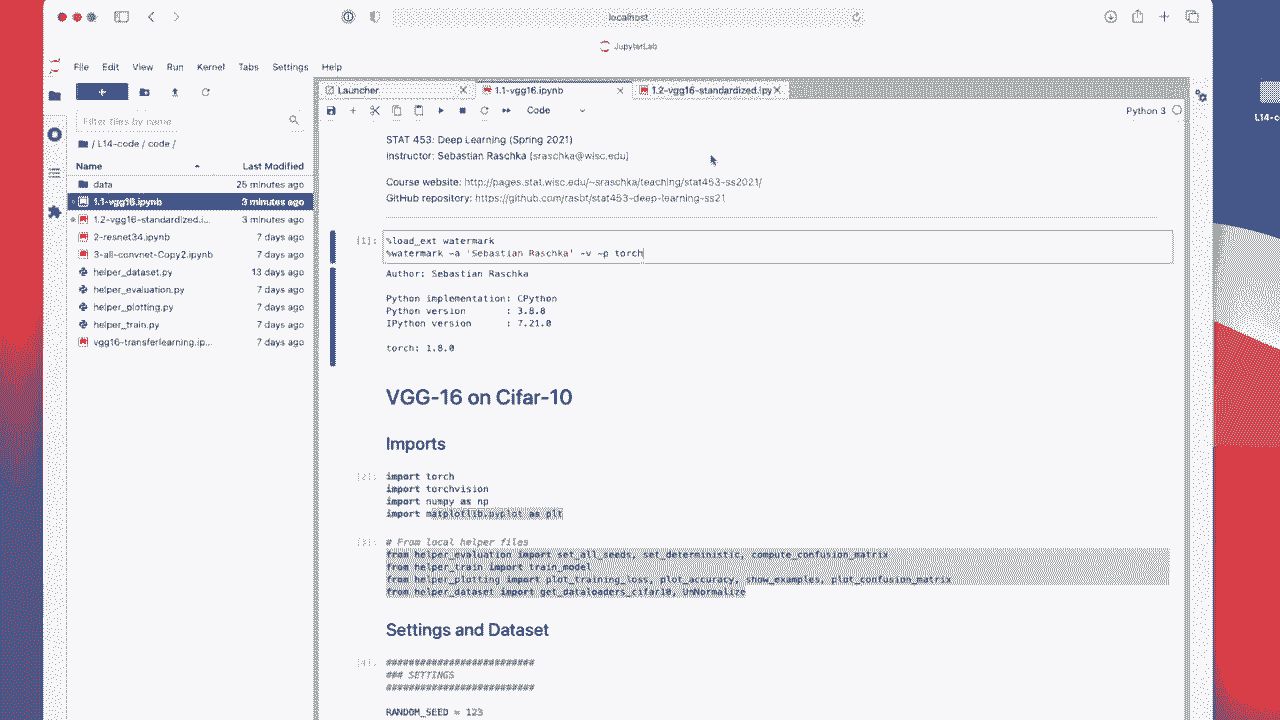 localhost
JupyterLab
File Edit View Run Kernel Tabs Settings Help
Launcher
1.1-vgg16.ipynb
1.2-vgg16-standardized.ipy
Code
Python 3
Filter files by name
/ L14-code / code /
Name Last Modified
data 25 minutes ago
1.1-vgg16.ipynb 3 minutes ago
1.2-vgg16-standardized.i... 3 minutes ago
2-resnet34.ipynb 7 days ago
3-all-convnet-Copy2.ipynb 7 days ago
helper_dataset.py 13 days ago
helper_evaluation.py 7 days ago
helper_plotting.py 7 days ago
helper_train.py 7 days ago
vgg16-transferlearning.ip... 7 days ago
STAT 453: Deep Learning (Spring 2021)
Instructor: Sebastian Raschka (sraschka@wisc.edu)
Course website: http://pages.stat.wisc.edu/~sraschka/teaching/stat453-ss2021/
GitHub repository: https://github.com/rasbt/stat453-deep-learning-ss21
[1]: %load_ext watermark
%watermark -a 'Sebastian Raschka' -v -p torch
Author: Sebastian Raschka
Python implementation: CPython
Python version : 3.8.8
IPython version : 7.21.0
torch: 1.8.0
VGG-16 on Cifar-10
Imports
[2]: import torch
import torchvision
import numpy as np
import matplotlib.pyplot as plt
# From local helper files
from helper_evaluation import set_all_seeds, set_deterministic, compute_confusion_matrix
from helper_train import train_model
from helper_plotting import plot_training_loss, plot_accuracy, show_examples, plot_confusion_matrix
from helper_dataset import get_dataloaders_cifar10, UnNormalize
Settings and Dataset
##########################
### SETTINGS
##########################
RANDOM_SEED = 123
L14-c